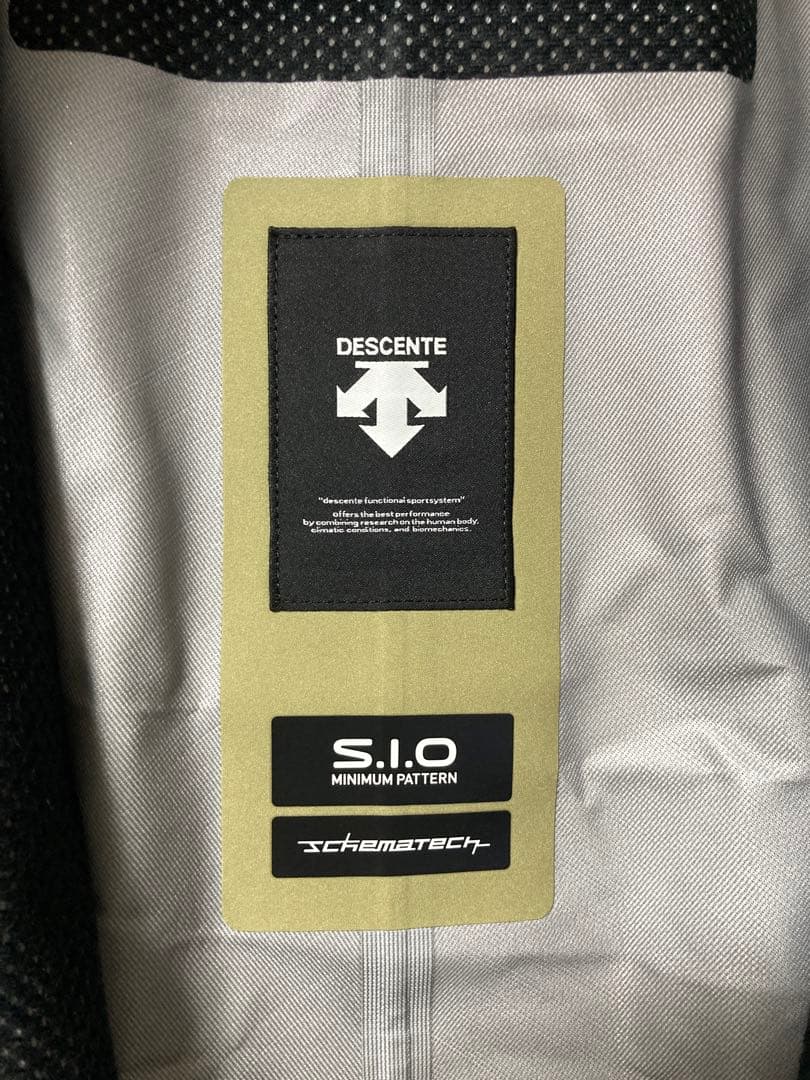 DESCENTE
"descente functional sportsystem"
offers the best performance
by combining research on the human body,
climatic conditions, and biomechanics.
S.I.O
MINIMUM PATTERN
schematech